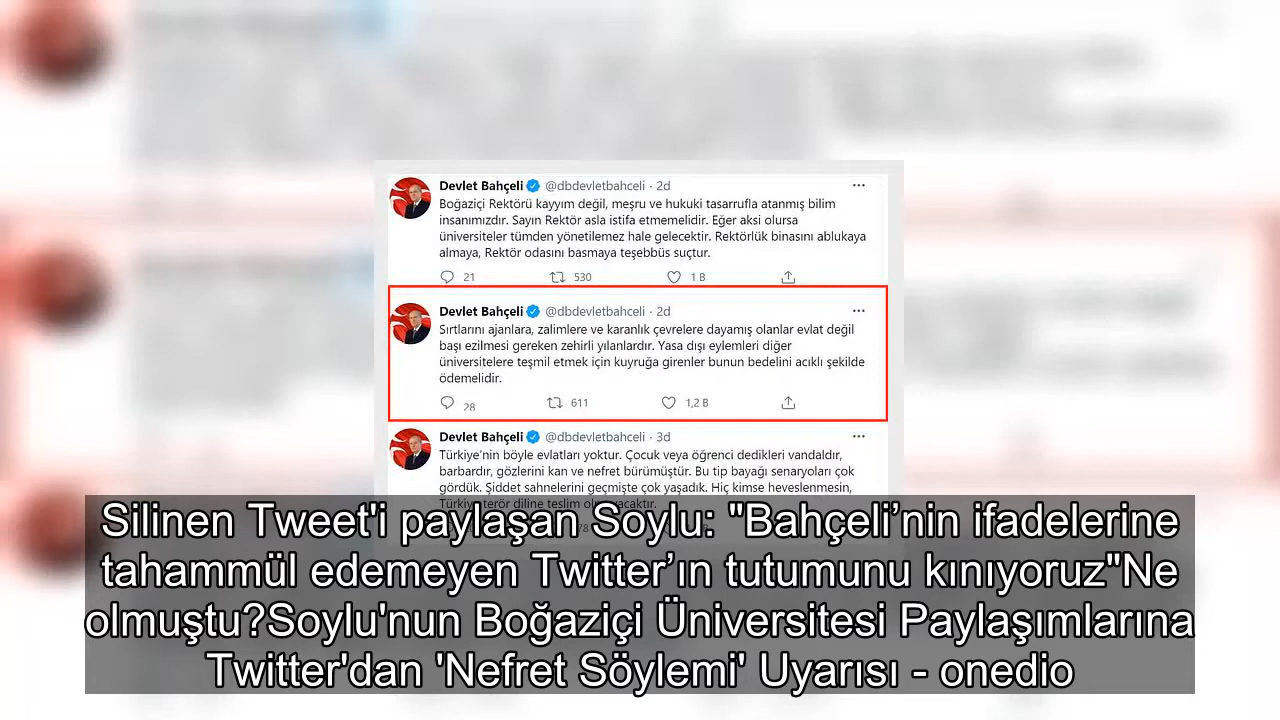 Devlet Bahçeli @dbdevletbahceli · 2d
Boğaziçi Rektörü kayyım değil, meşru ve hukuki tasarrufla atanmış bilim
insanımızdır. Sayın Rektör asla istifa etmemelidir. Eğer aksi olursa
üniversiteler tümden yönetilemez hale gelecektir. Rektörlük binasını ablukaya
almaya, Rektör odasını basmaya teşebbüs suçtur.
21 530 1 B
Devlet Bahçeli @dbdevletbahceli · 2d
Sırtlarını ajanlara, zalimlere ve karanlık çevrelere dayamış olanlar evlat değil
başı ezilmesi gereken zehirli yılanlardır. Yasa dışı eylemleri diğer
üniversitelere teşmil etmek için kuyruğa girenler bunun bedelini acıklı şekilde
ödemelidir.
28 611 1,2 B
Devlet Bahçeli @dbdevletbahceli · 3d
Türkiye'nin böyle evlatları yoktur. Çocuk veya öğrenci dedikleri vandaldır,
barbardır, gözlerini kan ve nefret bürümüştür. Bu tip bayağı senaryoları çok
gördük. Şiddet sahnelerini geçmişte çok yaşadık. Hiç kimse heveslenmesin,
terör diline teslim
Silinen Tweet'i paylaşan Soylu: "Bahçeli’nin ifadelerine
tahammül edemeyen Twitter’ın tutumunu kınıyoruz"Ne
olmuştu?Soylu'nun Boğaziçi Üniversitesi Paylaşımlarına
Twitter'dan 'Nefret Söylemi' Uyarısı - onedio